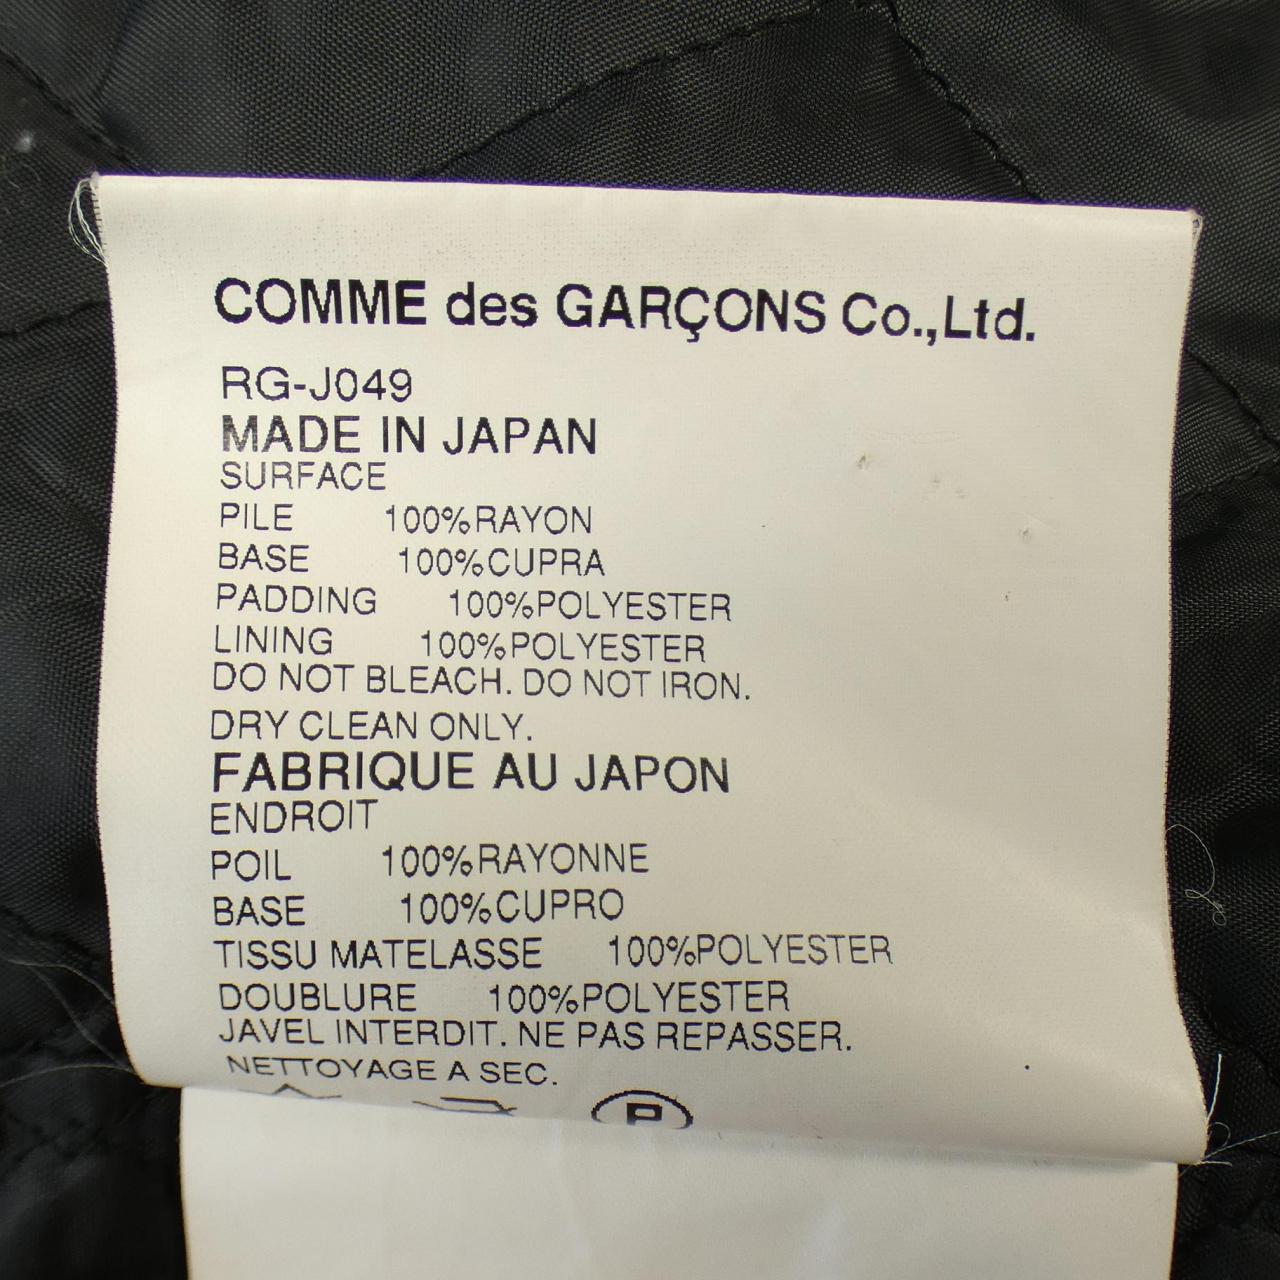 COMME des GARÇONS Co.,Ltd.
RG-J049
MADE IN JAPAN
SURFACE
PILE 100%RAYON
BASE 100%CUPRA
PADDING 100%POLYESTER
LINING 100%POLYESTER
DO NOT BLEACH. DO NOT IRON.
DRY CLEAN ONLY.
FABRIQUE AU JAPON
ENDROIT
POIL 100%RAYONNE
BASE 100%CUPRO
TISSU MATELASSE 100%POLYESTER
DOUBLURE 100%POLYESTER
JAVEL INTERDIT. NE PAS REPASSER.
NETTOYAGE A SEC.
P